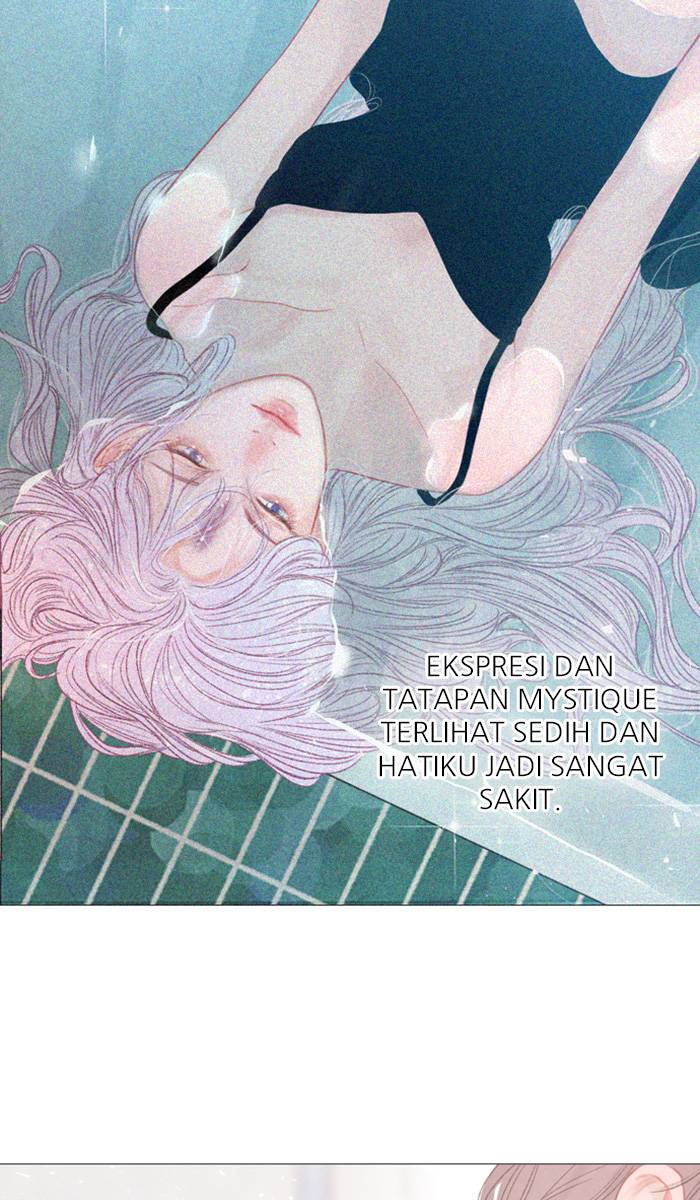 EKSPRESI DAN
TATAPAN MYSTIQUE
TERLIHAT SEDIH DAN
HATIKU JADI SANGAT
SAKIT.